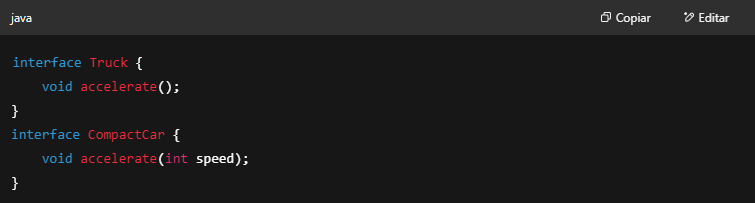 java
Copiar
Editar
interface Truck {
    void accelerate();
}
interface CompactCar {
    void accelerate(int speed);
}